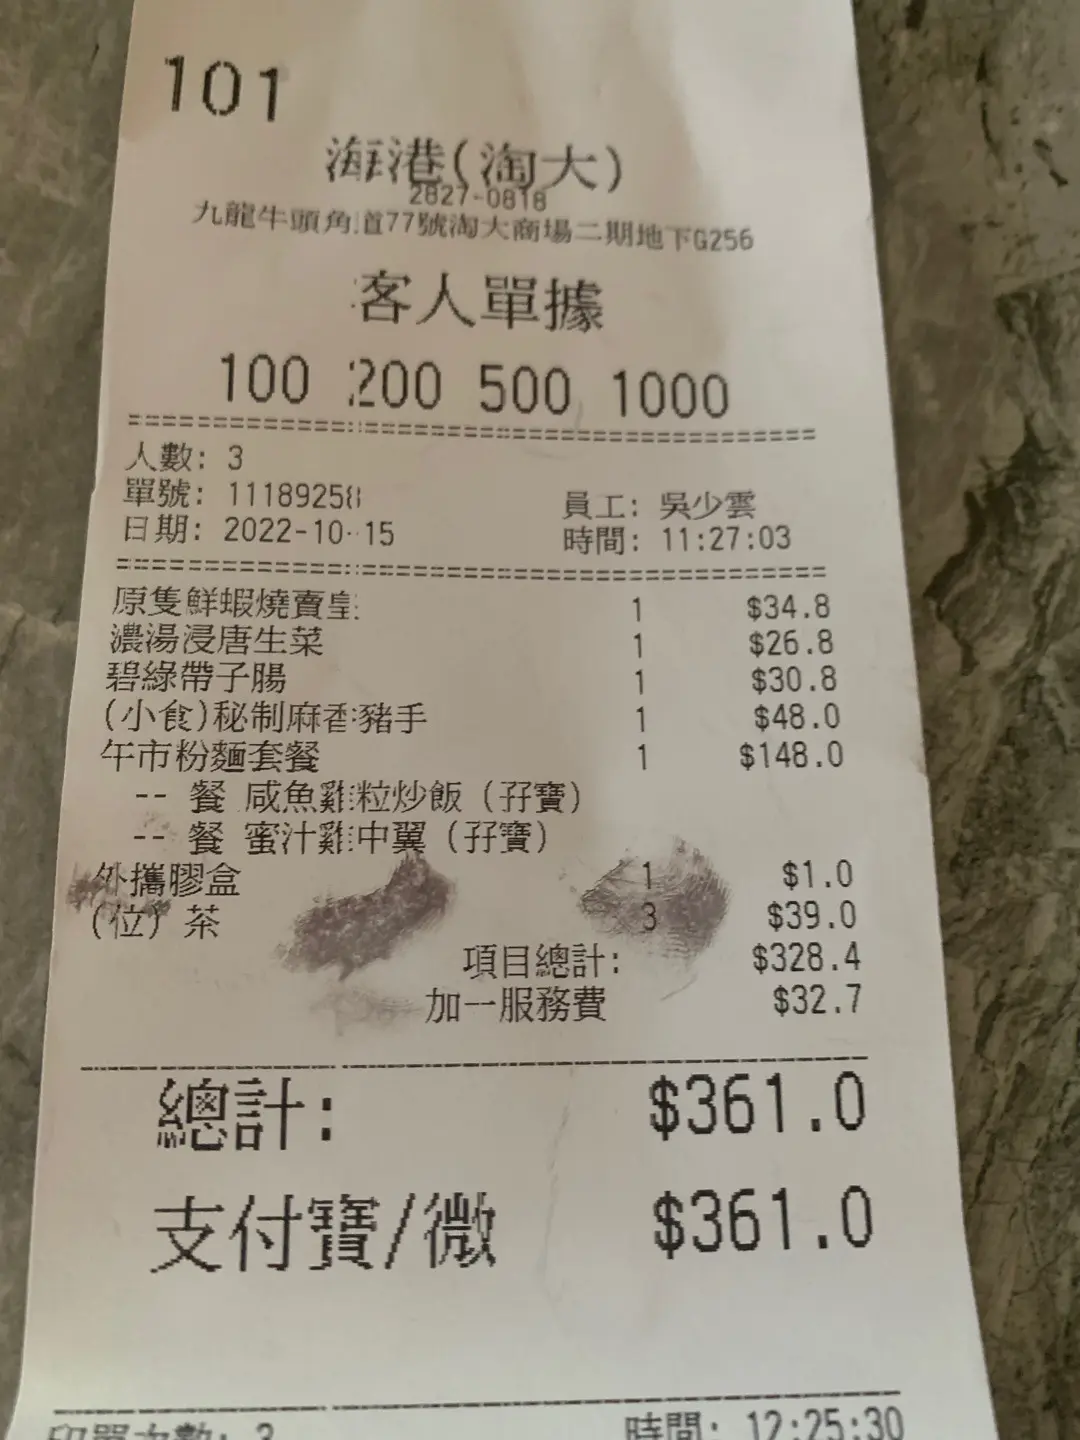 101
海港(淘大)
2827-0818
九龍牛頭角道77號淘大商場二期地下G256
客人單據
100 200 500 1000
人數: 3
單號: 11189258 員工: 吳少雲
日期: 2022-10-15 時間: 11:27:03
原隻鮮蝦燒賣皇 1 $34.8
濃湯浸唐生菜 1 $26.8
碧綠帶子腸 1 $30.8
(小食)秘制麻香豬手 1 $48.0
午市粉麵套餐 1 $148.0
-- 餐 咸魚雞粒炒飯 (孖寶)
-- 餐 蜜汁雞中翼 (孖寶)
外攜膠盒 1 $1.0
(位) 茶 3 $39.0
項目總計: $328.4
加一服務費 $32.7
總計: $361.0
支付寶/微 $361.0
印單次數: 3 時間: 12:25:30